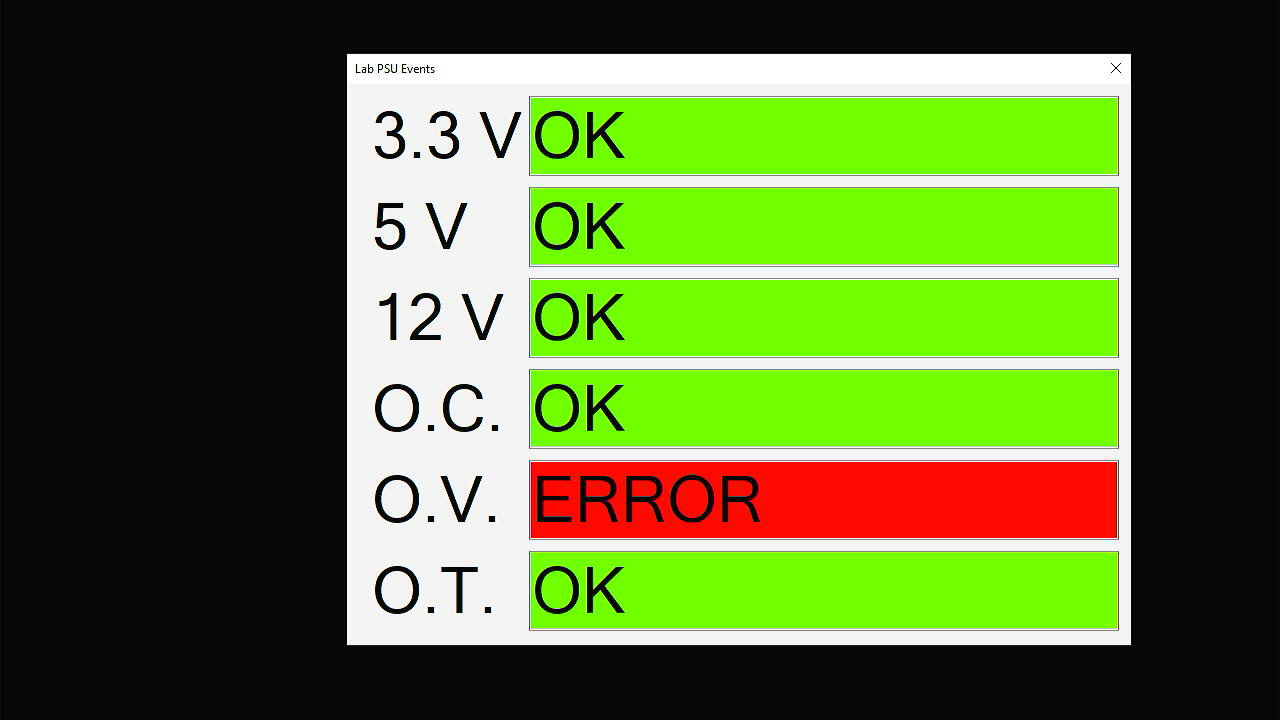 Lab PSU Events
3.3 V OK
5 V OK
12 V OK
O.C. OK
O.V. ERROR
O.T. OK